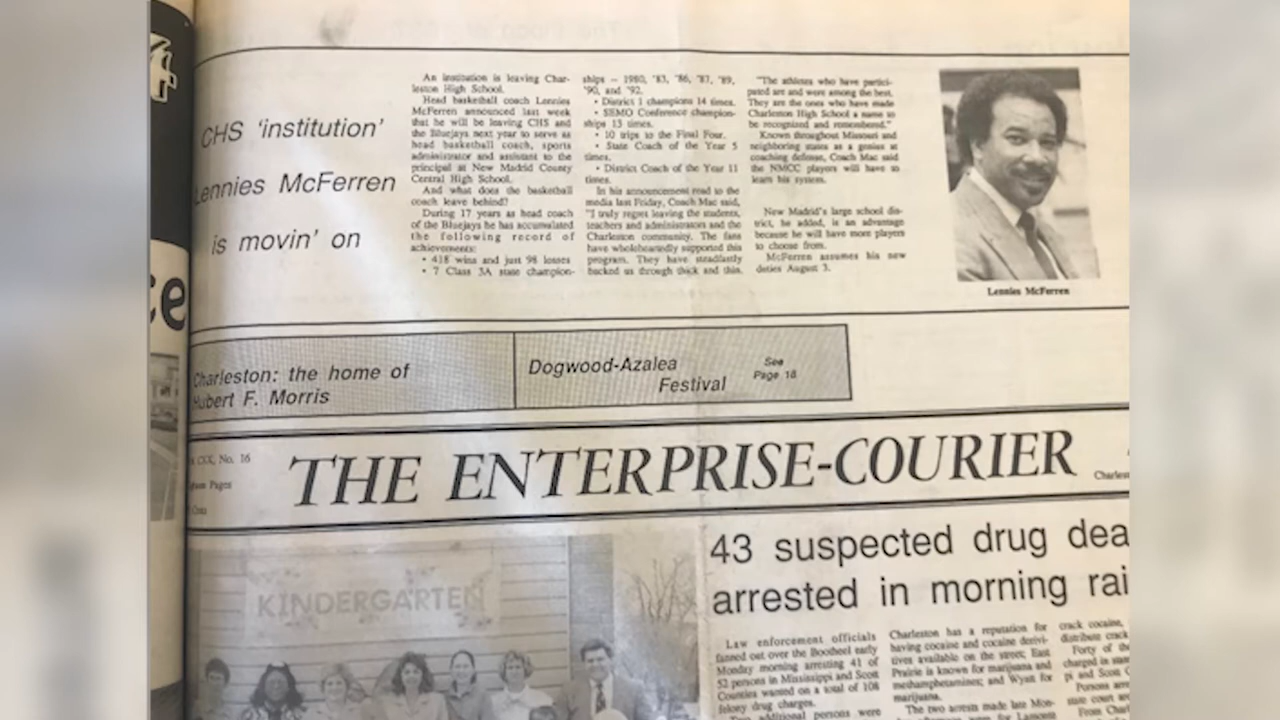 CHS 'institution'
Lennies McFerren
is movin' on
An institution is leaving Char-
leston High School.
Head basketball coach Lennies
McFerren announced last week
that he will be leaving CHS and
the Bluejays next year to serve as
head basketball coach, sports
administrator and assistant to the
principal at New Madrid County
Central High School.
And what does the basketball
coach leave behind?
During 17 years as head coach
of the Bluejays he has accumulated
the following record of
achievements:
• 418 wins and just 98 losses
• 7 Class 3A state champion-
ships — 1980, '83, '86, '87, '89,
'90, and '92.
• District 1 champions 14 times.
• SEMO Conference champion-
ships 13 times.
• 10 trips to the Final Four.
• State Coach of the Year 5
times.
• District Coach of the Year 11
times.
In his announcement read to the
media last Friday, Coach Mac said,
"I truly regret leaving the students,
teachers and administrators and the
Charleston community. The fans
have wholeheartedly supported this
program. They have steadfastly
backed us through thick and thin.
"The athletes who have partici-
pated are and were among the best.
They are the ones who have made
Charleston High School a name to
be recognized and remembered."
Known throughout Missouri and
neighboring states as a genius at
coaching defense, Coach Mac said
the NMCC players will have to
learn his system.
New Madrid's large school dis-
trict, he added, is an advantage
because he will have more players
to choose from.
McFerren assumes his new
duties August 3.
Lennies McFerren
Charleston: the home of
Hubert F. Morris
Dogwood-Azalea
Festival
See
Page 18
CXX, No. 16
Pages
THE ENTERPRISE-COURIER
Charles
KINDERGARTEN
43 suspected drug dea
arrested in morning rai
Law enforcement officials
fanned out over the Bootheel early
Monday morning arresting 41 of
52 persons in Mississippi and Scott
Counties wanted on a total of 108
felony drug charges.
Two additional persons were
Charleston has a reputation for
having cocaine and cocaine deriv-
tives available on the street; East
Prairie is known for marijuana and
methamphetamines; and Wyatt for
marijuana.
The two arrests made late Mon-
crack cocaine,
distribute crack
Forty of the
charged in state
pi and Scott C
Persons
state court
From Charl